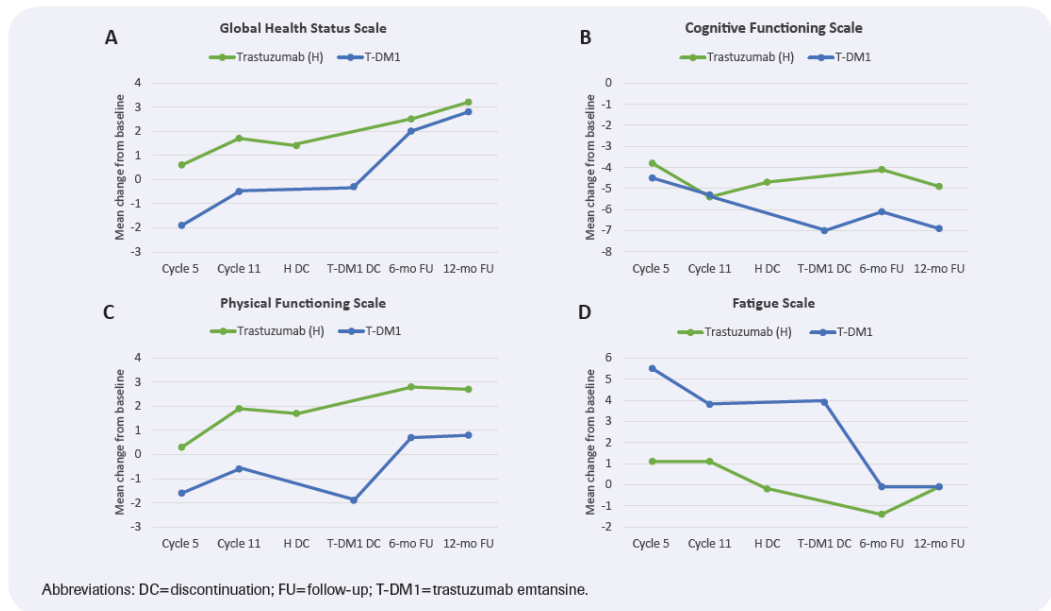 A
Global Health Status Scale
Trastuzumab (H) T-DM1
Mean change from baseline
4
3
2
1
0
-1
-2
-3
Cycle 5 Cycle 11 H DC T-DM1 DC 6-mo FU 12-mo FU
B
Cognitive Functioning Scale
Trastuzumab (H) T-DM1
Mean change from baseline
0
-1
-2
-3
-4
-5
-6
-7
-8
Cycle 5 Cycle 11 H DC T-DM1 DC 6-mo FU 12-mo FU
C
Physical Functioning Scale
Trastuzumab (H) T-DM1
Mean change from baseline
4
3
2
1
0
-1
-2
-3
Cycle 5 Cycle 11 H DC T-DM1 DC 6-mo FU 12-mo FU
D
Fatigue Scale
Trastuzumab (H) T-DM1
Mean change from baseline
6
5
4
3
2
1
0
-1
-2
Cycle 5 Cycle 11 H DC T-DM1 DC 6-mo FU 12-mo FU
Abbreviations: DC=discontinuation; FU=follow-up; T-DM1=trastuzumab emtansine.